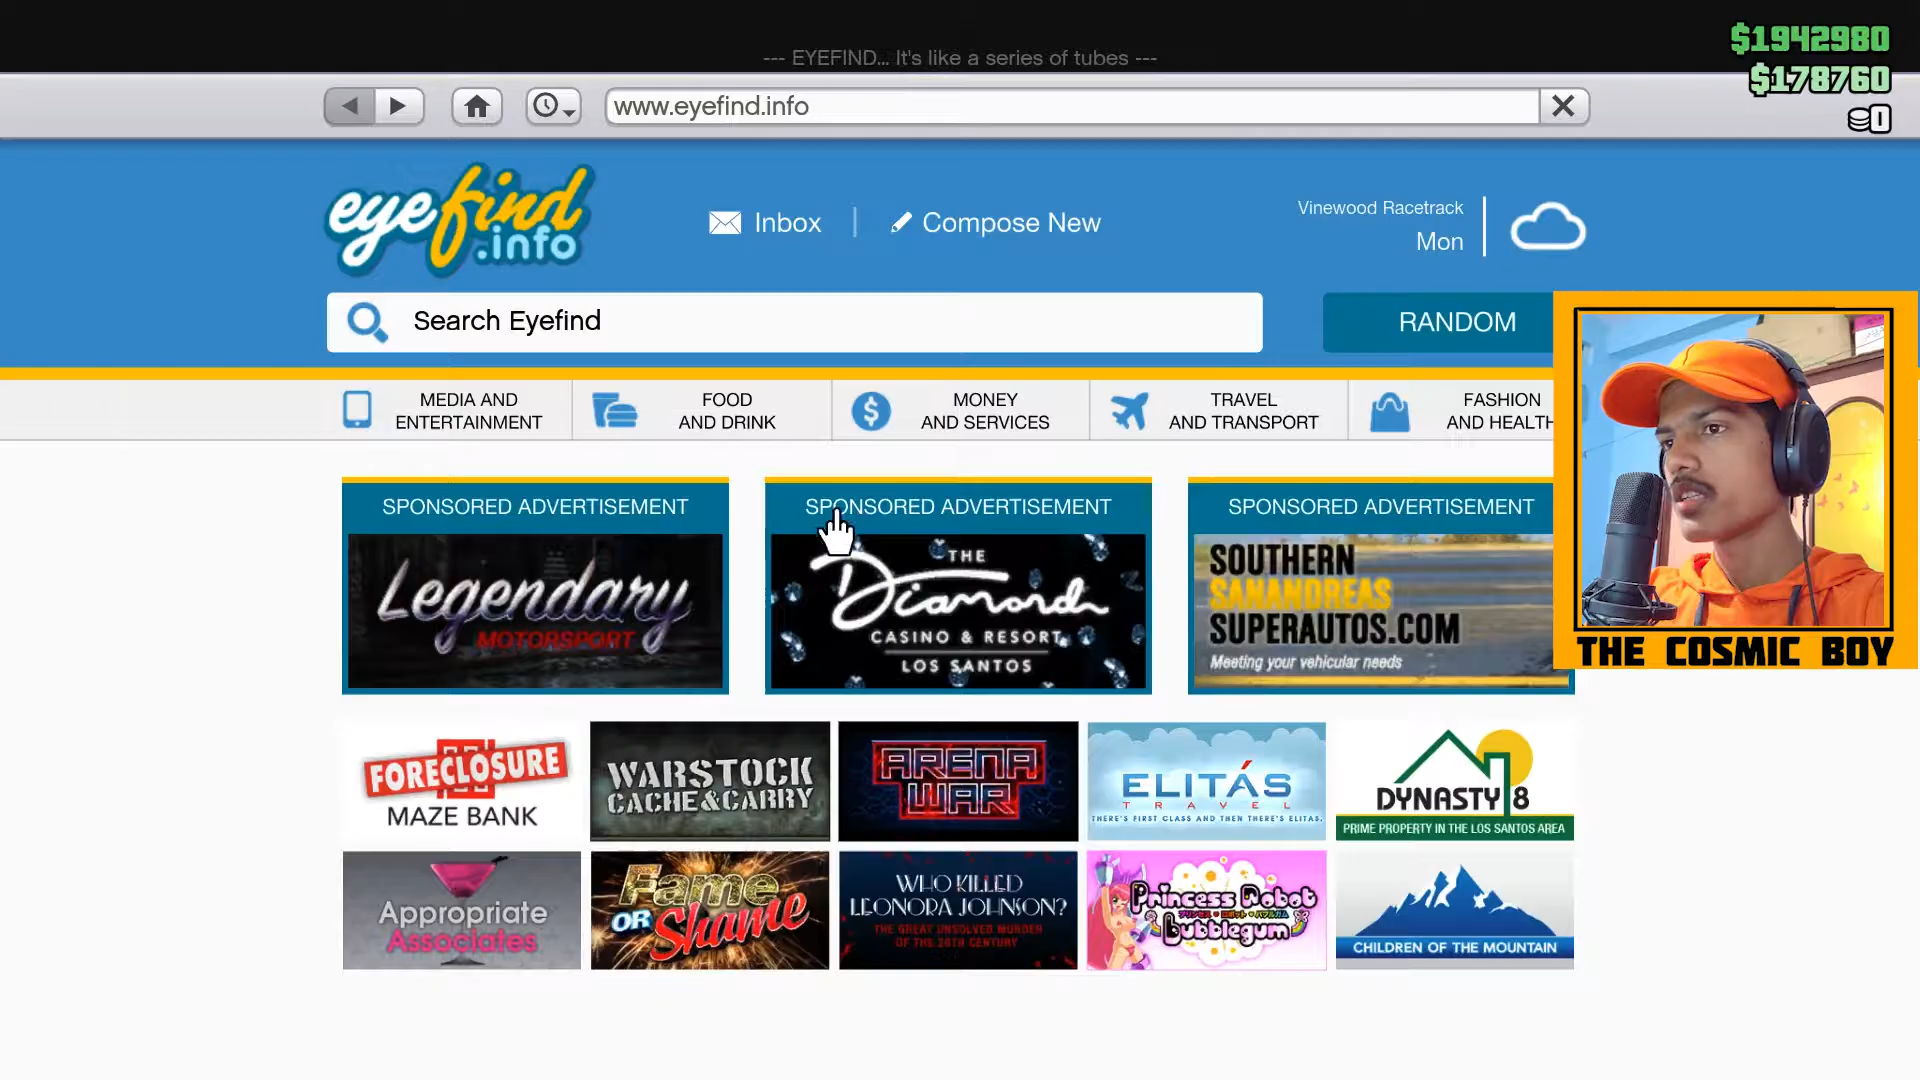 --- EYEFIND... It's like a series of tubes ---
$1942980
$178760
1
www.eyefind.info
eyefind
.info
Inbox
Compose New
Vinewood Racetrack
Mon
Search Eyefind
RANDOM
MEDIA AND
ENTERTAINMENT
FOOD
AND DRINK
MONEY
AND SERVICES
TRAVEL
AND TRANSPORT
FASHION
AND HEALTH
SPONSORED ADVERTISEMENT
Legendary
MOTORSPORT
SPONSORED ADVERTISEMENT
THE
Diamond
CASINO & RESORT
LOS SANTOS
SPONSORED ADVERTISEMENT
SOUTHERN
SANANDREAS
SUPERAUTOS.COM
Meeting your vehicular needs
THE COSMIC BOY
FORECLOSURE
MAZE BANK
WARSTOCK
CACHE&CARRY
ARENA
WAR
ELITÁS
TRAVEL
THERE'S FIRST CLASS AND THEN THERE'S ELITAS.
DYNASTY 8
PRIME PROPERTY IN THE LOS SANTOS AREA
Appropriate
Associates
Fame
OR Shame
WHO KILLED
LEONORA JOHNSON?
THE GREAT UNSOLVED MURDER
OF THE 20TH CENTURY
Princess Robot
Bubblegum
CHILDREN OF THE MOUNTAIN